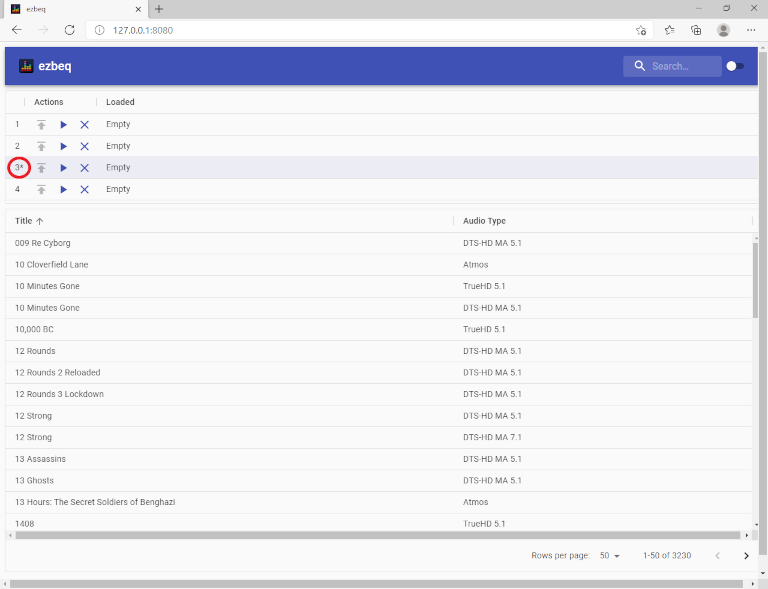 ezbeq
127.0.0.1:8080
ezbeq
Search...
Actions Loaded
1 Empty
2 Empty
3* Empty
4 Empty
Title Audio Type
009 Re Cyborg DTS-HD MA 5.1
10 Cloverfield Lane Atmos
10 Minutes Gone TrueHD 5.1
10 Minutes Gone DTS-HD MA 5.1
10,000 BC TrueHD 5.1
12 Rounds DTS-HD MA 5.1
12 Rounds 2 Reloaded DTS-HD MA 5.1
12 Rounds 3 Lockdown DTS-HD MA 5.1
12 Strong DTS-HD MA 5.1
12 Strong DTS-HD MA 7.1
13 Assassins DTS-HD MA 5.1
13 Ghosts DTS-HD MA 5.1
13 Hours: The Secret Soldiers of Benghazi Atmos
1408 TrueHD 5.1
Rows per page: 50 1-50 of 3230